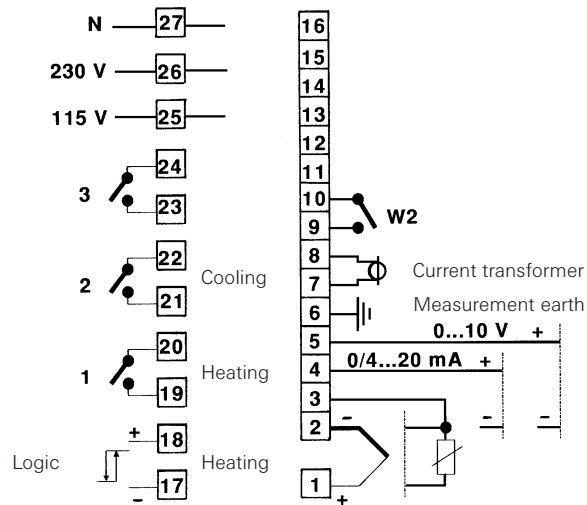 N 27
230 V 26
115 V 25
24
3
23
22
2 Cooling
21
20
1 Heating
19
+ 18
Logic Heating
– 17
16
15
14
13
12
11
10
W2
9
8
Current transformer
7
6 Measurement earth
5 0...10 V +
4 0/4...20 mA +
3
2 – – –
1 +